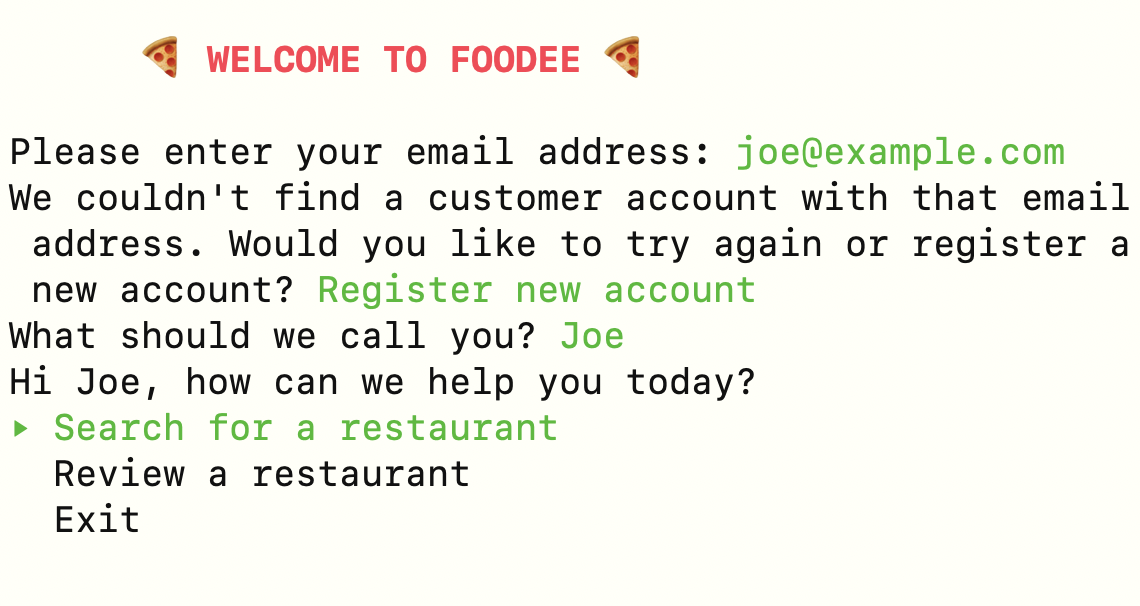 🍕 WELCOME TO FOODEE 🍕
Please enter your email address: joe@example.com
We couldn't find a customer account with that email
address. Would you like to try again or register a
new account? Register new account
What should we call you? Joe
Hi Joe, how can we help you today?
‣ Search for a restaurant
Review a restaurant
Exit